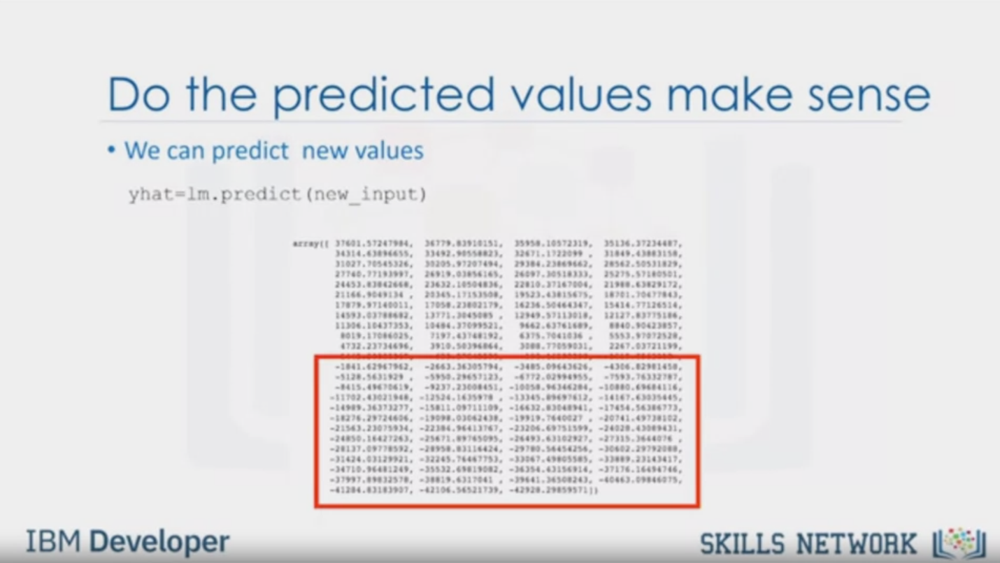 Do the predicted values make sense
• We can predict new values
yhat=lm.predict(new_input)
array([ 37601.57247984, 36779.83910151, 35958.10572319, 35136.37234487,
34314.63896655, 33492.90558823, 32671.1722099 , 31849.43883158,
31027.70545326, 30205.97207494, 29384.23869662, 28562.50531829,
27740.77193997, 26919.03856165, 26097.30518333, 25275.57180501,
24453.83842668, 23632.10504836, 22810.37167004, 21988.63829172,
21166.9049134 , 20345.17153508, 19523.43815675, 18701.70477843,
17879.97140011, 17058.23802179, 16236.50464347, 15414.77126514,
14593.03788682, 13771.3045085 , 12949.57113018, 12127.83775186,
11306.10437353, 10484.37099521, 9662.63761689, 8840.90423857,
8019.17086025, 7197.43748192, 6375.7041036 , 5553.97072528,
4732.23734696, 3910.50396864, 3088.77059031, 2267.03721199,
-1841.62967962, -2663.36305794, -3485.09643626, -4306.82981458,
-5128.5631929 , -5950.29657123, -6772.02994955, -7593.76332787,
-8415.49670619, -9237.23008451, -10058.96346284, -10880.69684116,
-11702.43021948, -12524.1635978 , -13345.89697612, -14167.63035445,
-14989.36373277, -15811.09711109, -16632.83048941, -17454.56386773,
-18276.29724606, -19098.03062438, -19919.7640027 , -20741.49738102,
-21563.23075934, -22384.96413767, -23206.69751599, -24028.43089431,
-24850.16427263, -25671.89765095, -26493.63102927, -27315.3644076 ,
-28137.09778592, -28958.83116424, -29780.56454256, -30602.29792088,
-31424.03129921, -32245.76467753, -33067.49805585, -33889.23143417,
-34710.96481249, -35532.69819082, -36354.43156914, -37176.16494746,
-37997.89832578, -38819.6317041 , -39641.36508243, -40463.09846075,
-41284.83183907, -42106.56521739, -42928.29859571])
IBM Developer
SKILLS NETWORK